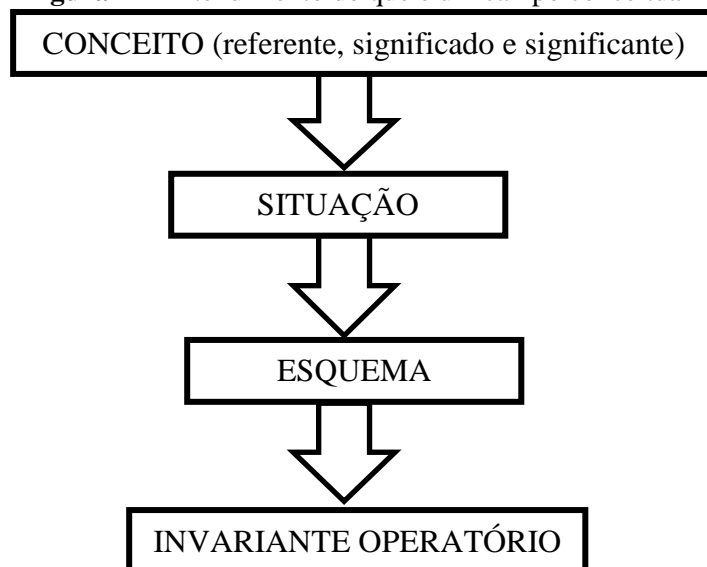 CONCEITO (referente, significado e significante)
SITUAÇÃO
ESQUEMA
INVARIANTE OPERATÓRIO